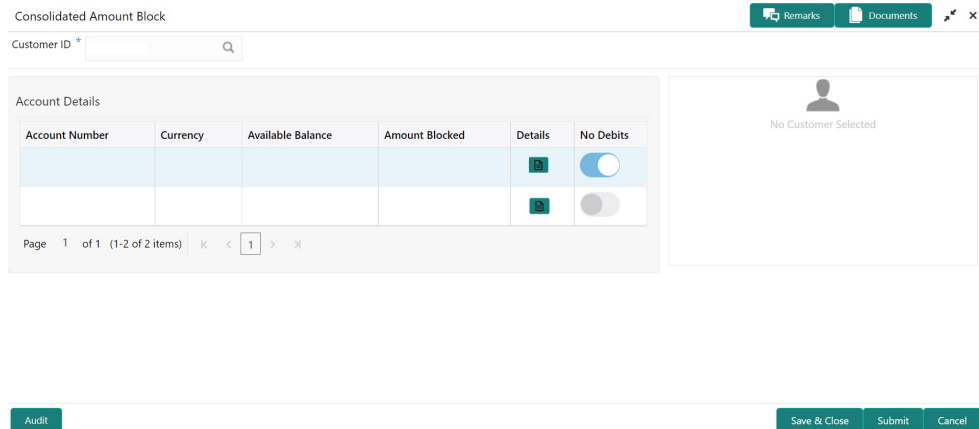 Consolidated Amount Block
Remarks
Documents
Customer ID *
Account Details
No Customer Selected
Account Number Currency Available Balance Amount Blocked Details No Debits
Page 1 of 1 (1-2 of 2 items) 1
Audit
Save & Close Submit Cancel